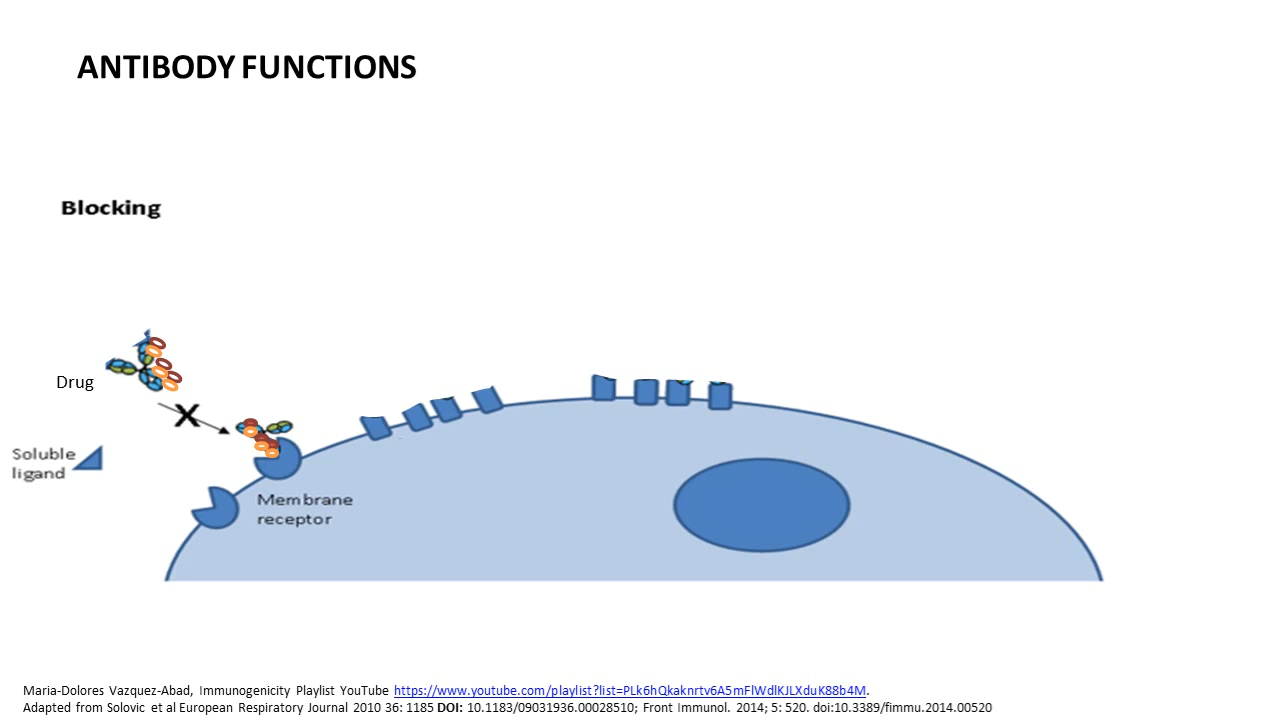 ANTIBODY FUNCTIONS
Blocking
Drug
X
Soluble
ligand
Membrane
receptor
Maria-Dolores Vazquez-Abad, Immunogenicity Playlist YouTube https://www.youtube.com/playlist?list=PLk6hQkaknrtv6A5mFlWdlKJLXduK88b4M.
Adapted from Solovic et al European Respiratory Journal 2010 36: 1185 DOI: 10.1183/09031936.00028510; Front Immunol. 2014; 5: 520. doi:10.3389/fimmu.2014.00520